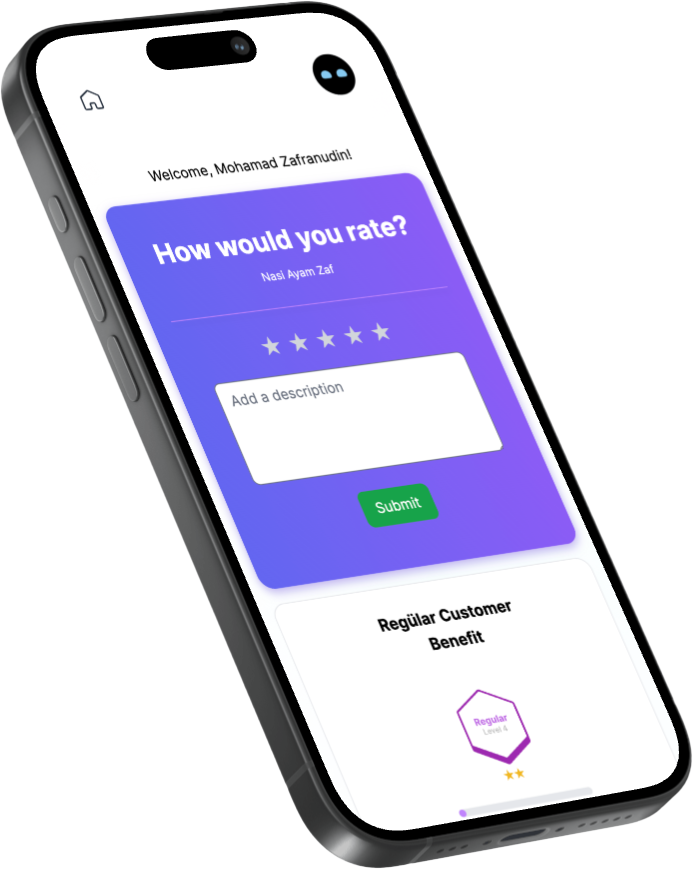 Welcome, Mohamad Zafranudin!
How would you rate?
Nasi Ayam Zaf
Add a description
Submit
Regülar Customer
Benefit
Regular
Level 4